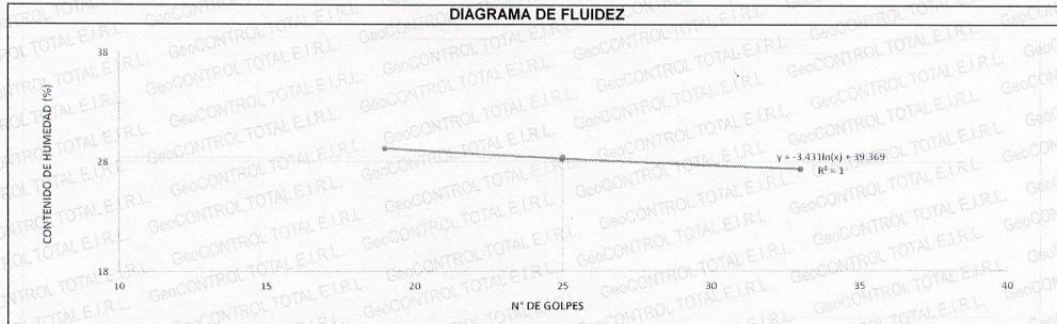 DIAGRAMA DE FLUIDEZ
GeoCONTROL TOTAL E.I.R.L.
CONTENIDO DE HUMEDAD (%)
38
28
18
y = -3.431ln(x) + 39.369
R² = 1
10 15 20 25 30 35 40
N° DE GOLPES